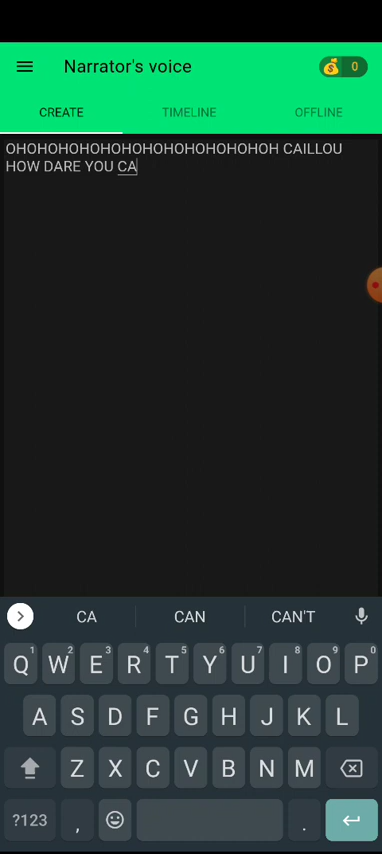 Narrator's voice
0
CREATE TIMELINE OFFLINE
OHOHOHOHOHOHOHOHOHOHOHOHOH CAILLOU
HOW DARE YOU CA
CA CAN CAN'T
1 2 3 4 5 6 7 8 9 0
Q W E R T Y U I O P
A S D F G H J K L
Z X C V B N M
?123 , .